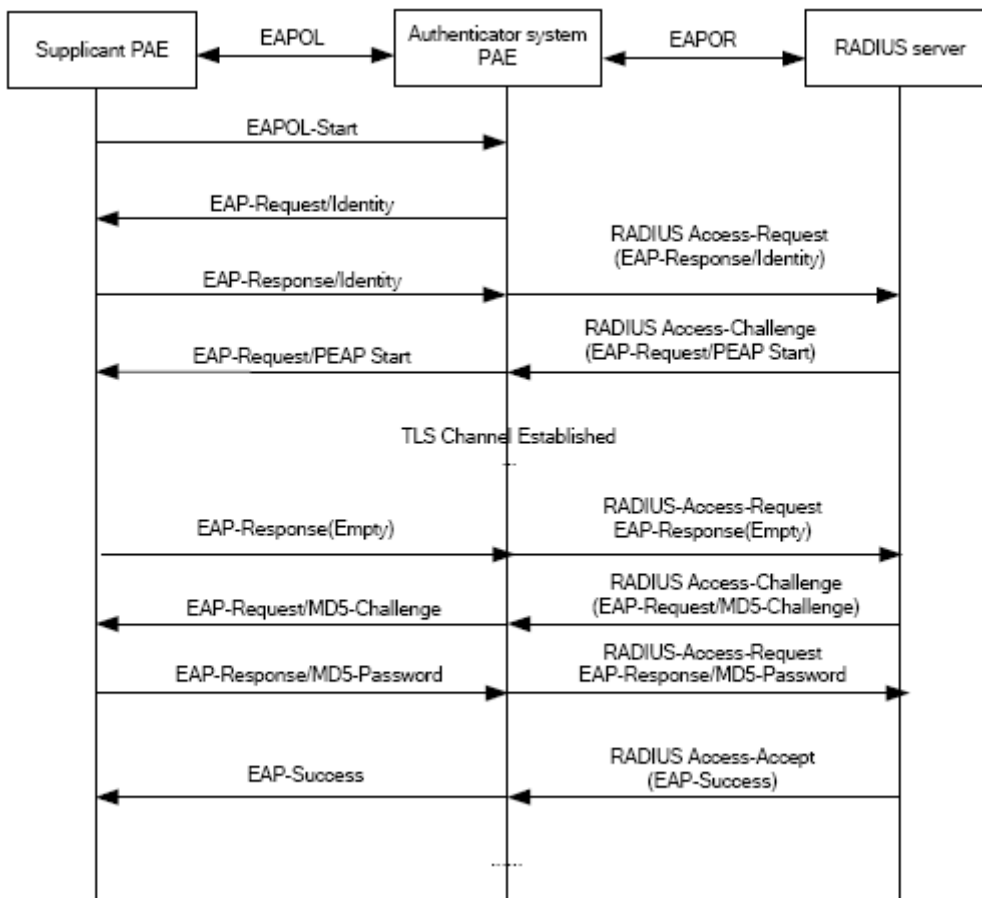 Supplicant PAE
EAPOL
Authenticator system
PAE
EAPOR
RADIUS server
EAPOL-Start
EAP-Request/Identity
RADIUS Access-Request
(EAP-Response/Identity)
EAP-Response/Identity
RADIUS Access-Challenge
(EAP-Request/PEAP Start)
EAP-Request/PEAP Start
TLS Channel Established
RADIUS-Access-Request
EAP-Response(Empty)
EAP-Response(Empty)
RADIUS Access-Challenge
(EAP-Request/MD5-Challenge)
EAP-Request/MD5-Challenge
RADIUS-Access-Request
EAP-Response/MD5-Password
EAP-Response/MD5-Password
RADIUS Access-Accept
(EAP-Success)
EAP-Success